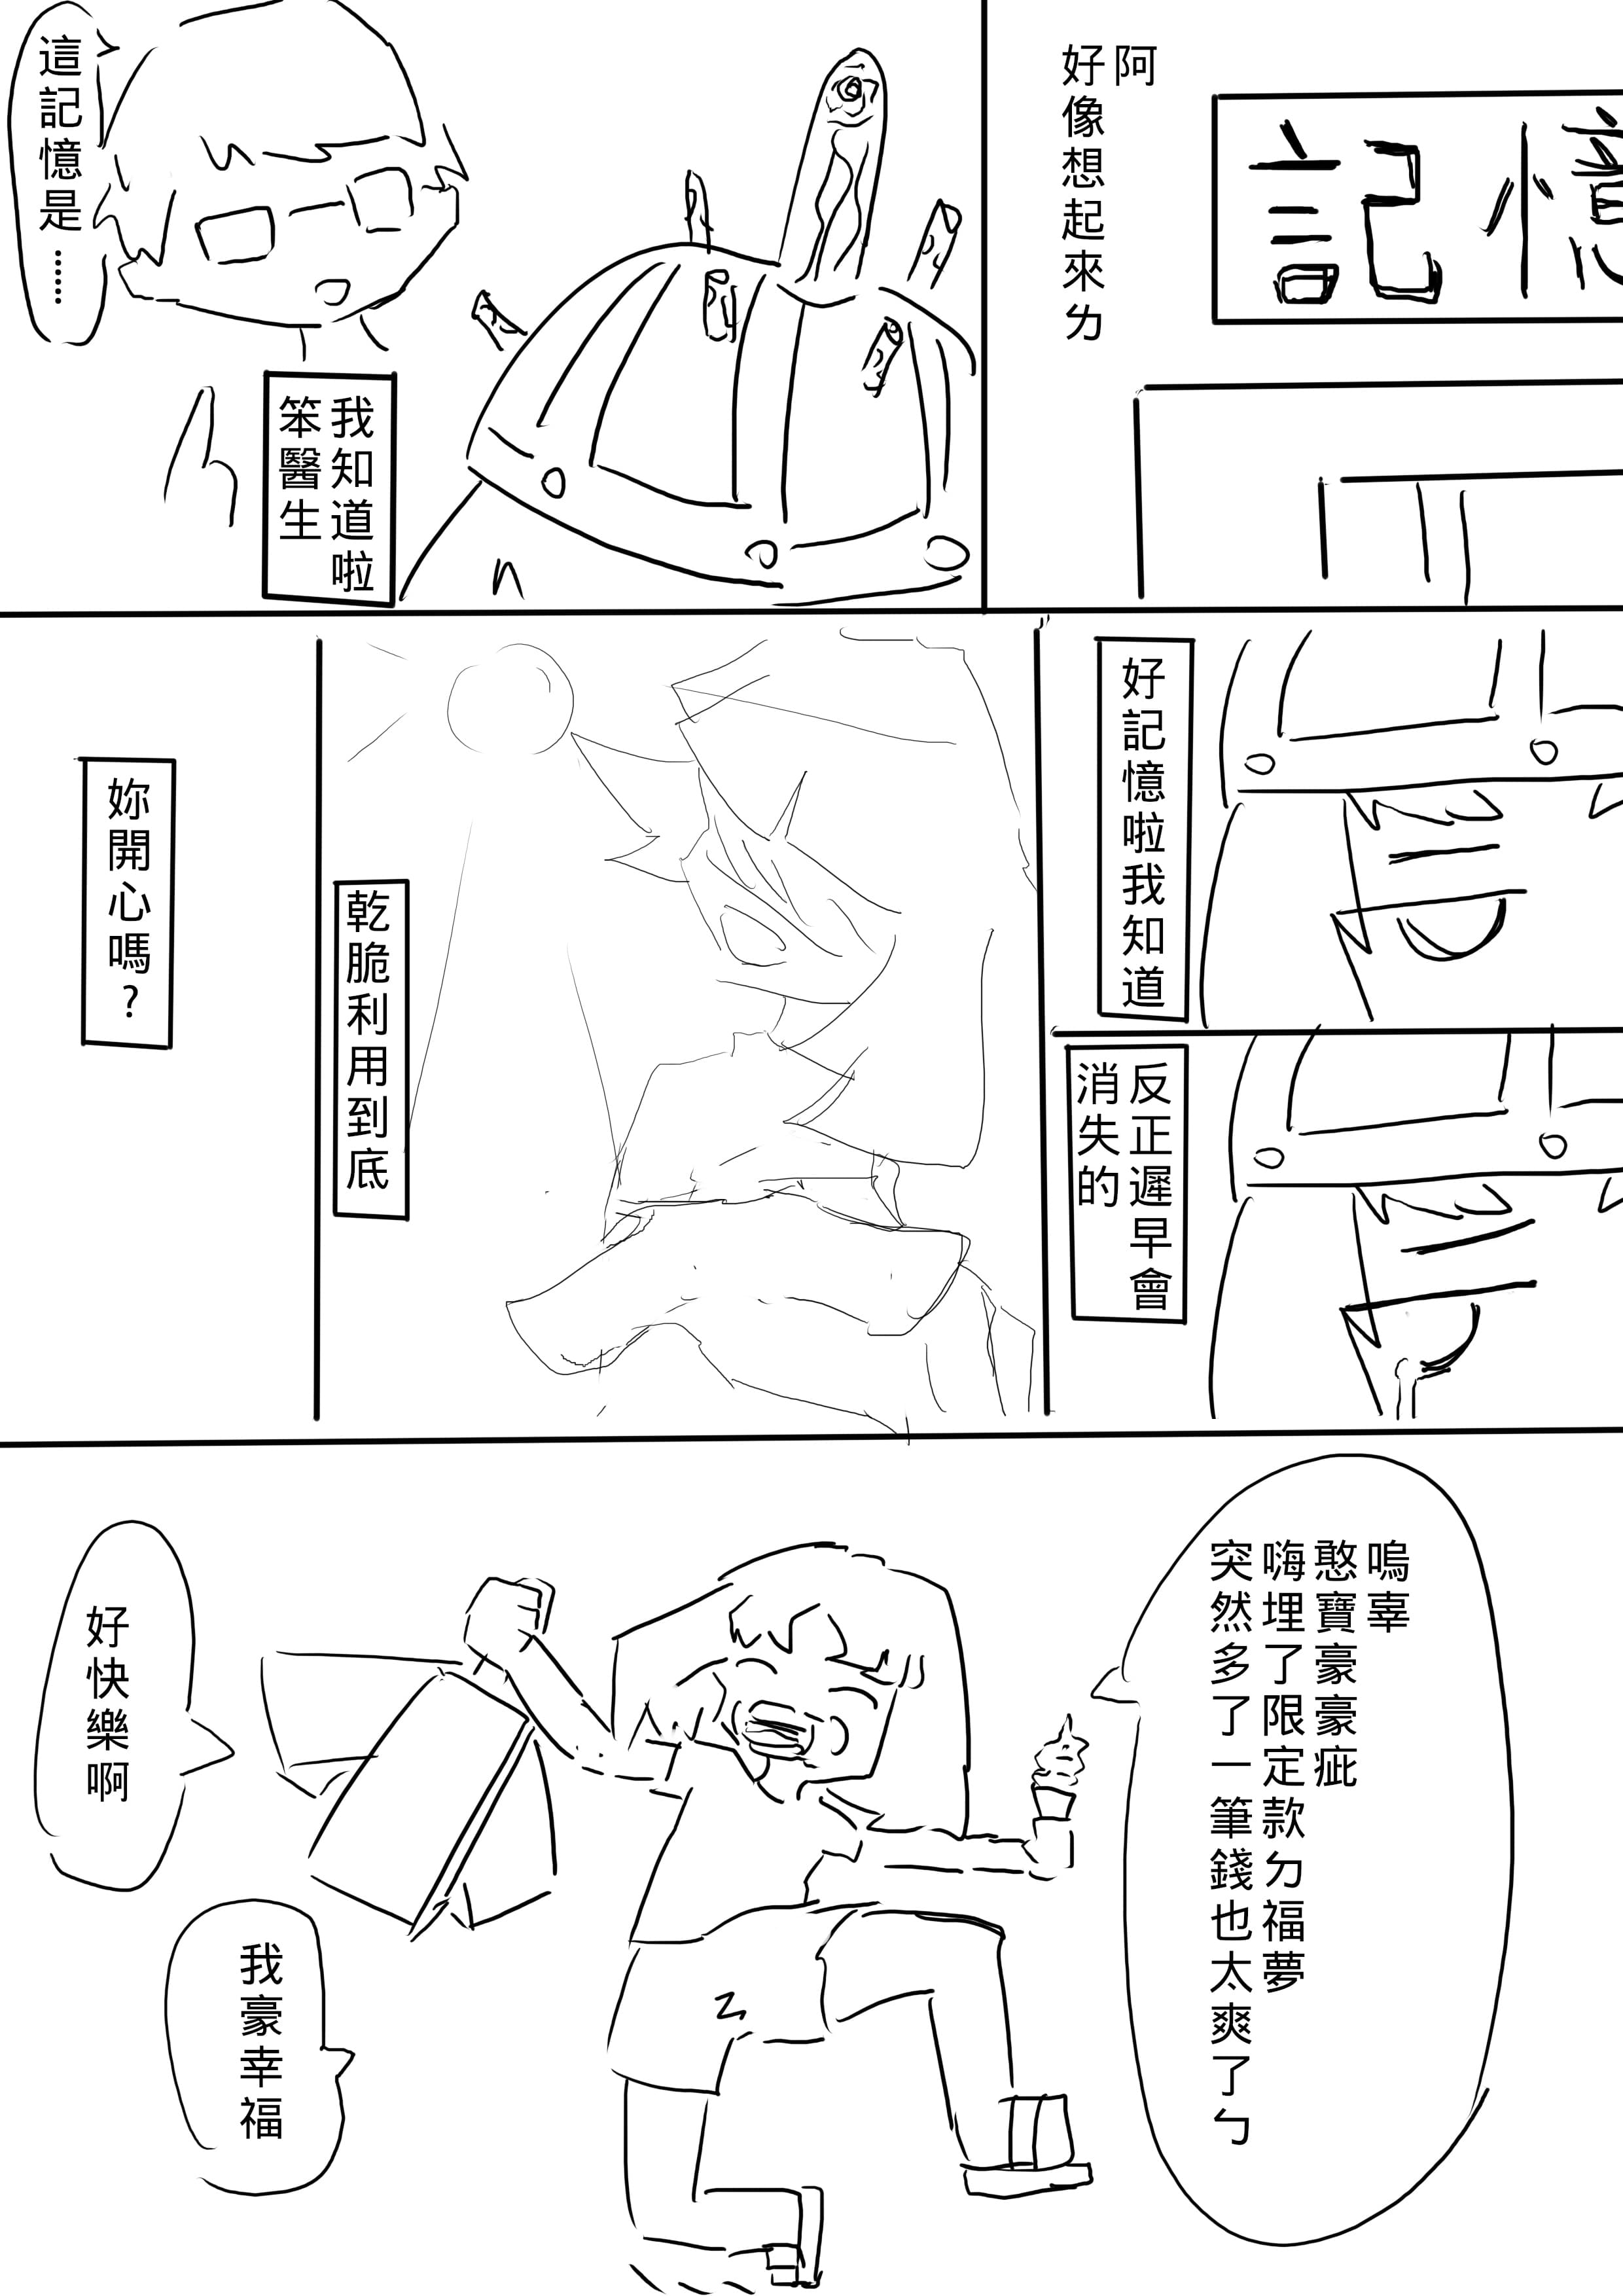 記憶
阿
好像想起來ㄌ
這記憶是……
我知道啦
笨醫生
好記憶啦我知道
反正遲早會
消失的
乾脆利用到底
妳開心嗎？
嗚辜
憨寶豪豪疵
嗨埋了限定款ㄉ福夢
突然多了一筆錢也太爽了ㄅ
好快樂啊
我豪幸福